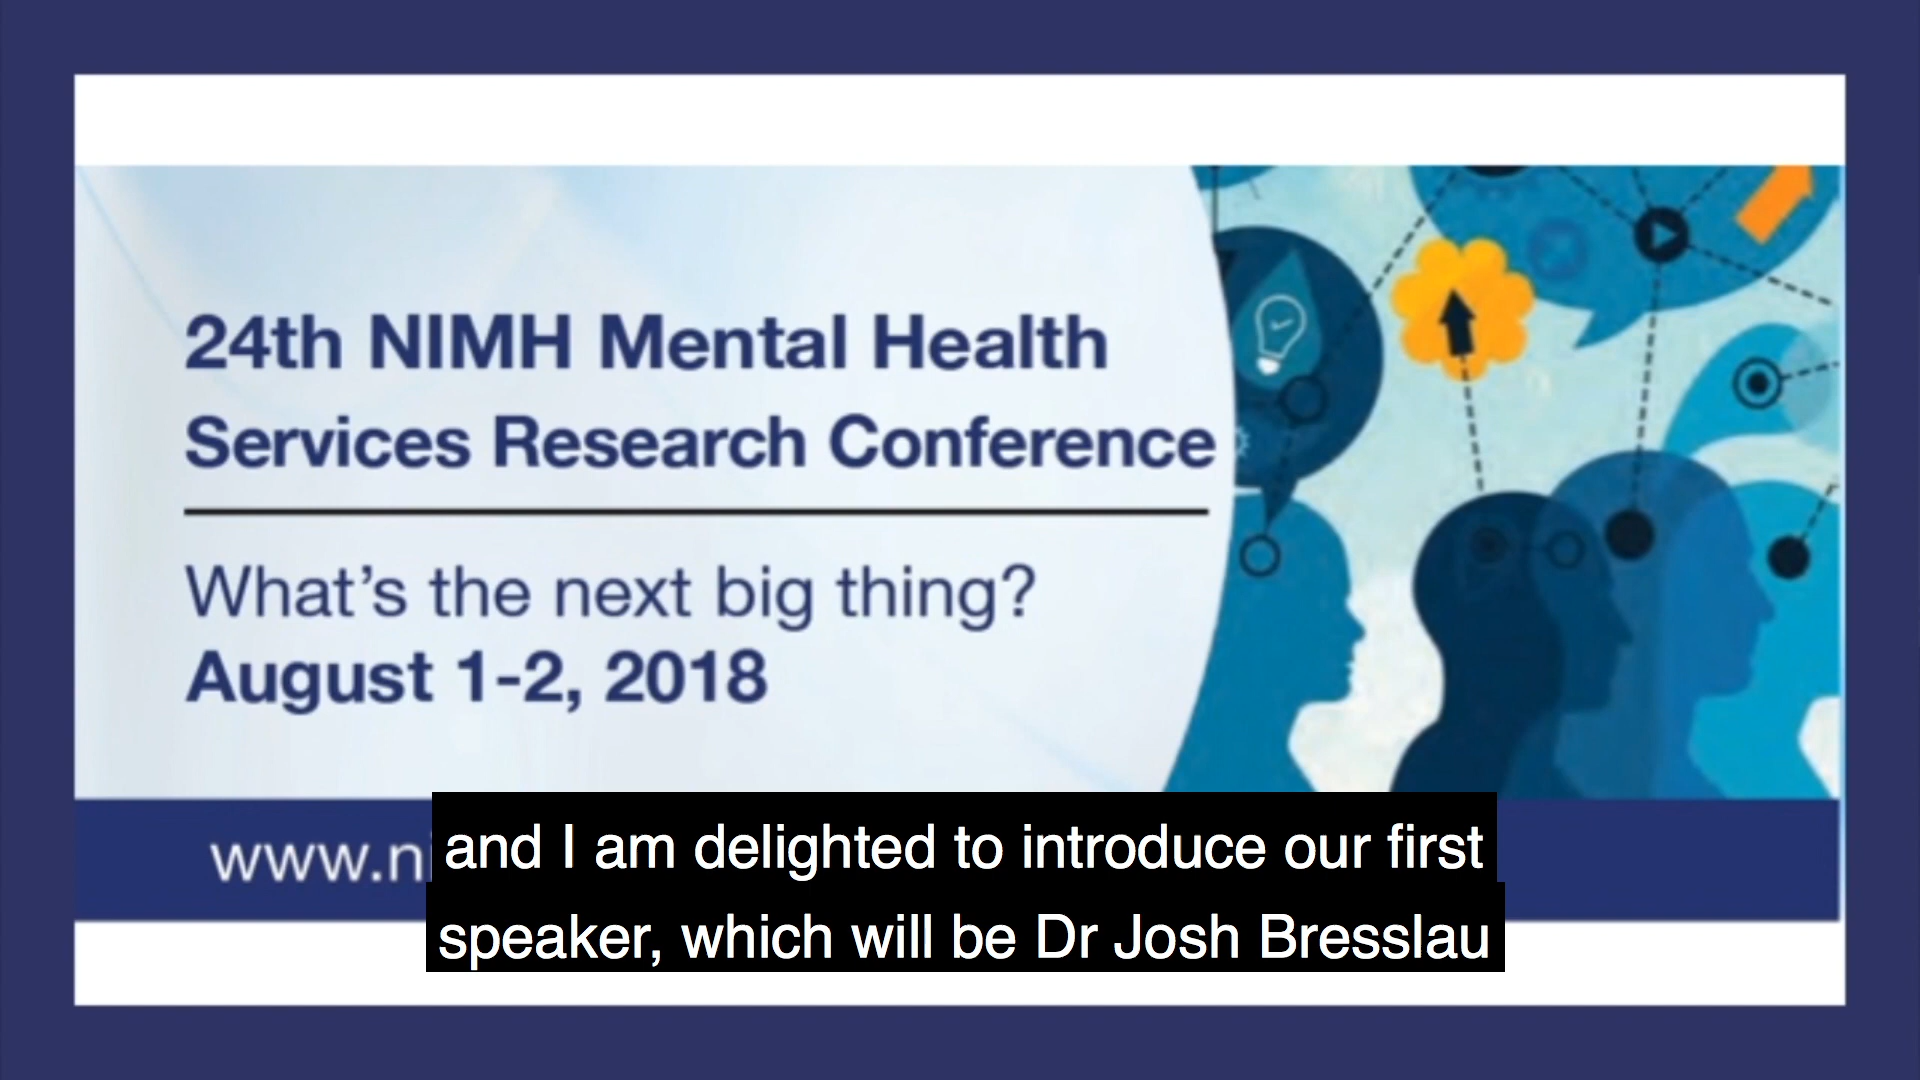 24th NIMH Mental Health
Services Research Conference
What's the next big thing?
August 1-2, 2018
and I am delighted to introduce our first
speaker, which will be Dr Josh Bresslau